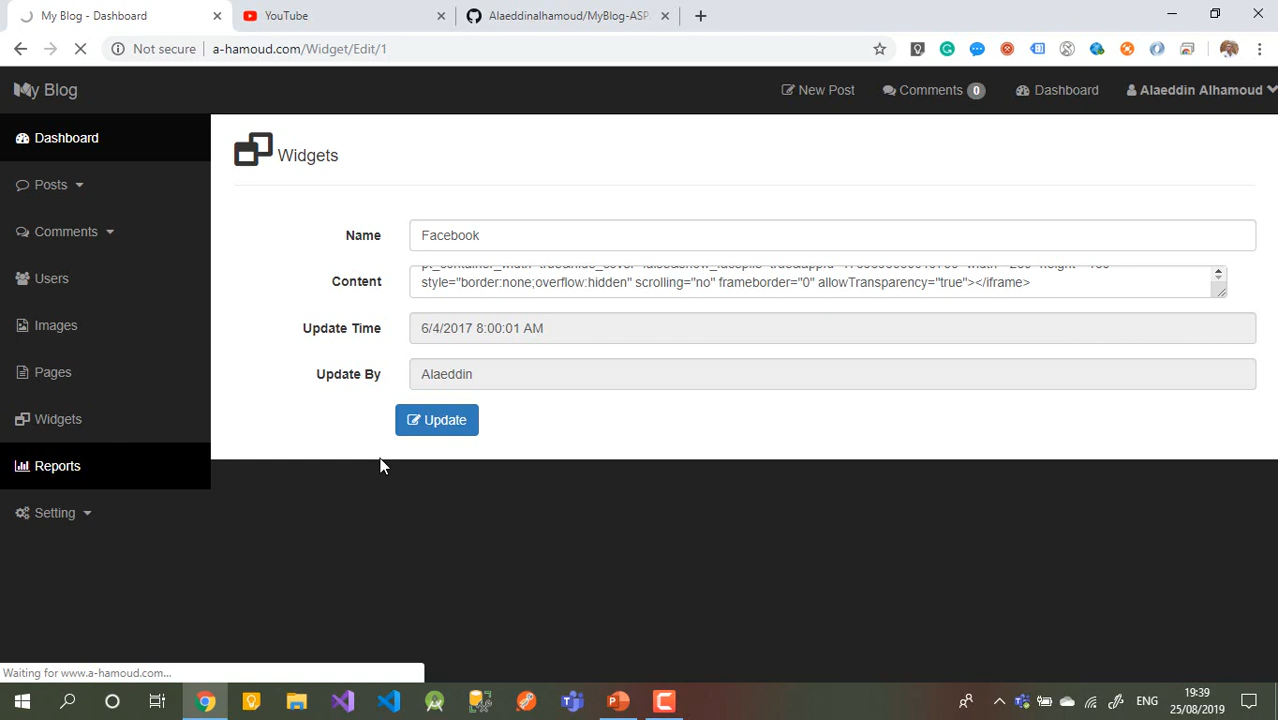 My Blog - Dashboard
YouTube
Alaeddinalhamoud/MyBlog-ASP
Not secure
a-hamoud.com/Widget/Edit/1
My Blog
New Post
Comments 0
Dashboard
Alaeddin Alhamoud
Dashboard
Posts
Comments
Users
Images
Pages
Widgets
Reports
Setting
Widgets
Name
Facebook
Content
style="border:none;overflow:hidden" scrolling="no" frameborder="0" allowTransparency="true"></iframe>
Update Time
6/4/2017 8:00:01 AM
Update By
Alaeddin
Update
Waiting for www.a-hamoud.com...
ENG
19:39
25/08/2019